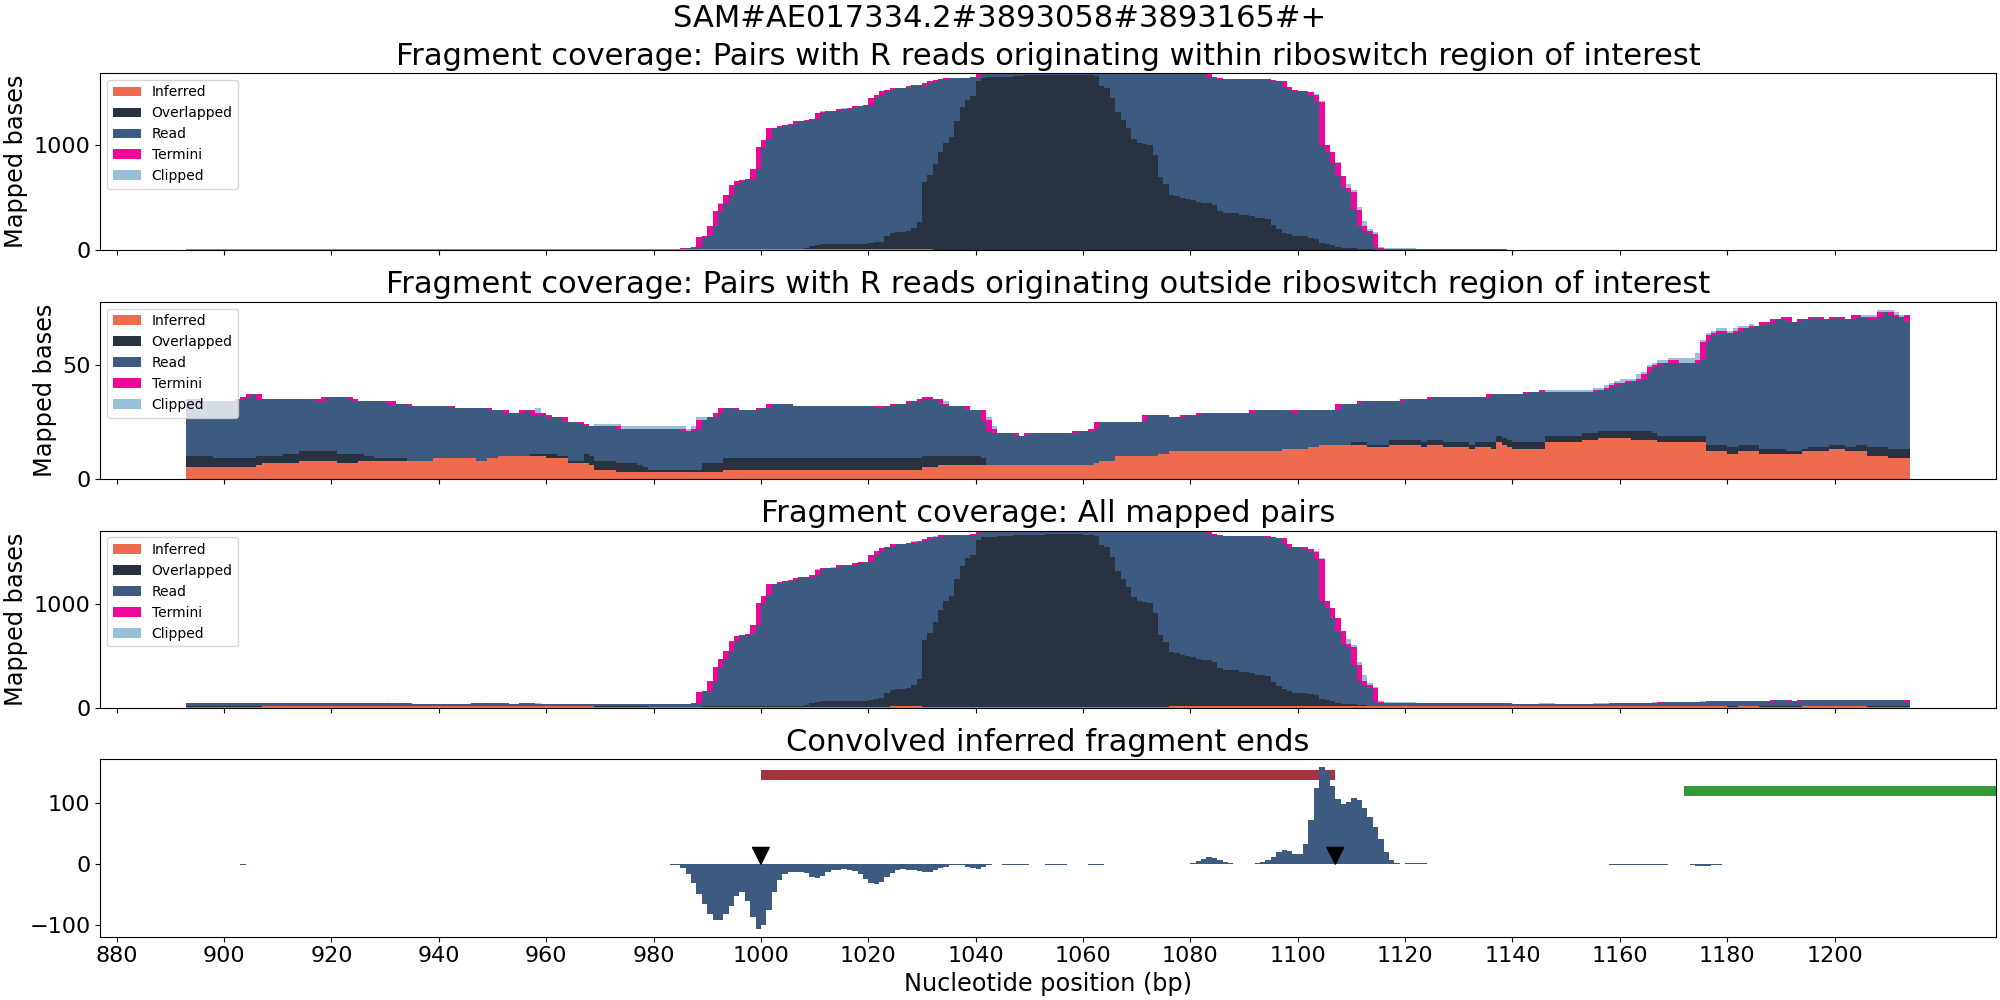 SAM#AE017334.2#3893058#3893165#+
Fragment coverage: Pairs with R reads originating within riboswitch region of interest
Mapped bases
1000
0
Inferred
Overlapped
Read
Termini
Clipped
Fragment coverage: Pairs with R reads originating outside riboswitch region of interest
Mapped bases
50
0
Inferred
Overlapped
Read
Termini
Clipped
Fragment coverage: All mapped pairs
Mapped bases
1000
0
Inferred
Overlapped
Read
Termini
Clipped
Convolved inferred fragment ends
100
0
−100
880 900 920 940 960 980 1000 1020 1040 1060 1080 1100 1120 1140 1160 1180 1200
Nucleotide position (bp)